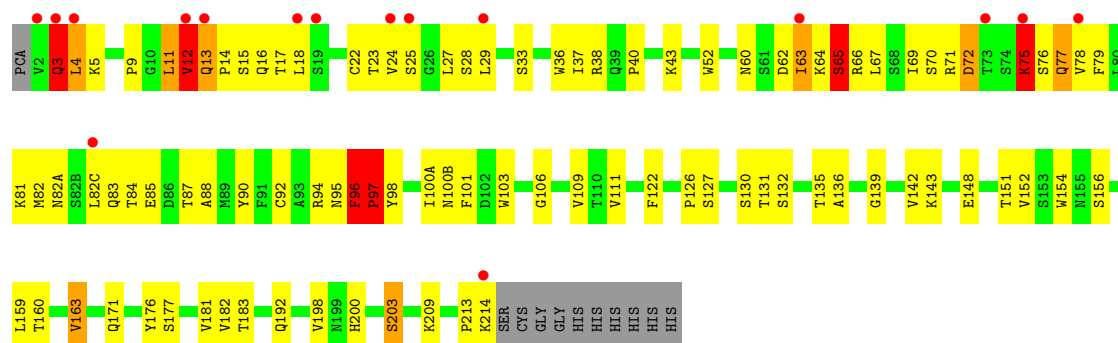 PCA V2 Q3 L4 K5 P9 G10 L11 V12 Q13 P14 S15 Q16 T17 L18 S19 C22 T23 V24 S25 G26 L27 S28 L29 S33 W36 I37 R38 Q39 P40 K43 W52 N60 S61 D62 I63 K64 S65 R66 L67 S68 I69 S70 R71 D72 T73 S74 K75 S76 Q77 V78 F79 L80
K81 M82 N82A S82B L82C Q83 T84 E85 D86 T87 A88 M89 Y90 F91 C92 A93 R94 N95 F96 P97 Y98 I100A N100B F101 D102 W103 G106 V109 T110 V111 F122 P126 S127 S130 T131 S132 T135 A136 G139 V142 K143 E148 T151 V152 S153 W154 N155 S156
L159 T160 V163 Q171 Y176 S177 V181 V182 T183 Q192 V198 N199 H200 S203 K209 P213 K214 SER CYS GLY GLY HIS HIS HIS HIS HIS HIS